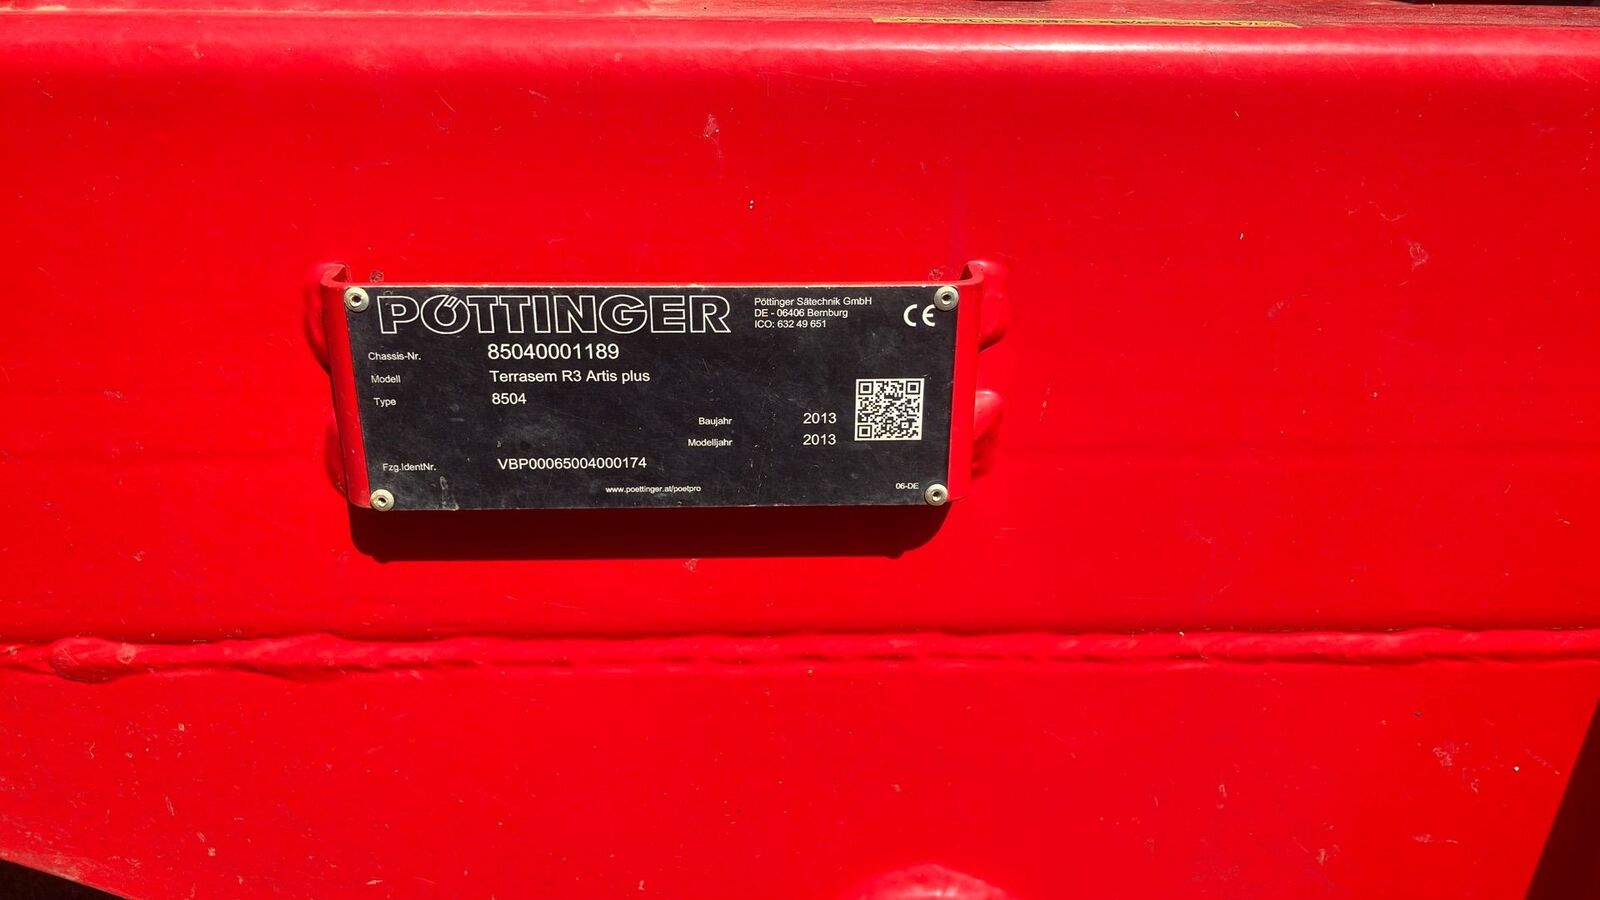 PÖTTINGER
Pöttinger Sätechnik GmbH
DE - 06406 Bernburg
ICO: 632 49 651
CE
Chassis-Nr. 85040001189
Modell Terrasem R3 Artis plus
Type 8504
Baujahr 2013
Modelljahr 2013
Fzg.IdentNr. VBP00065004000174
www.poettinger.at/poetpro
06-DE